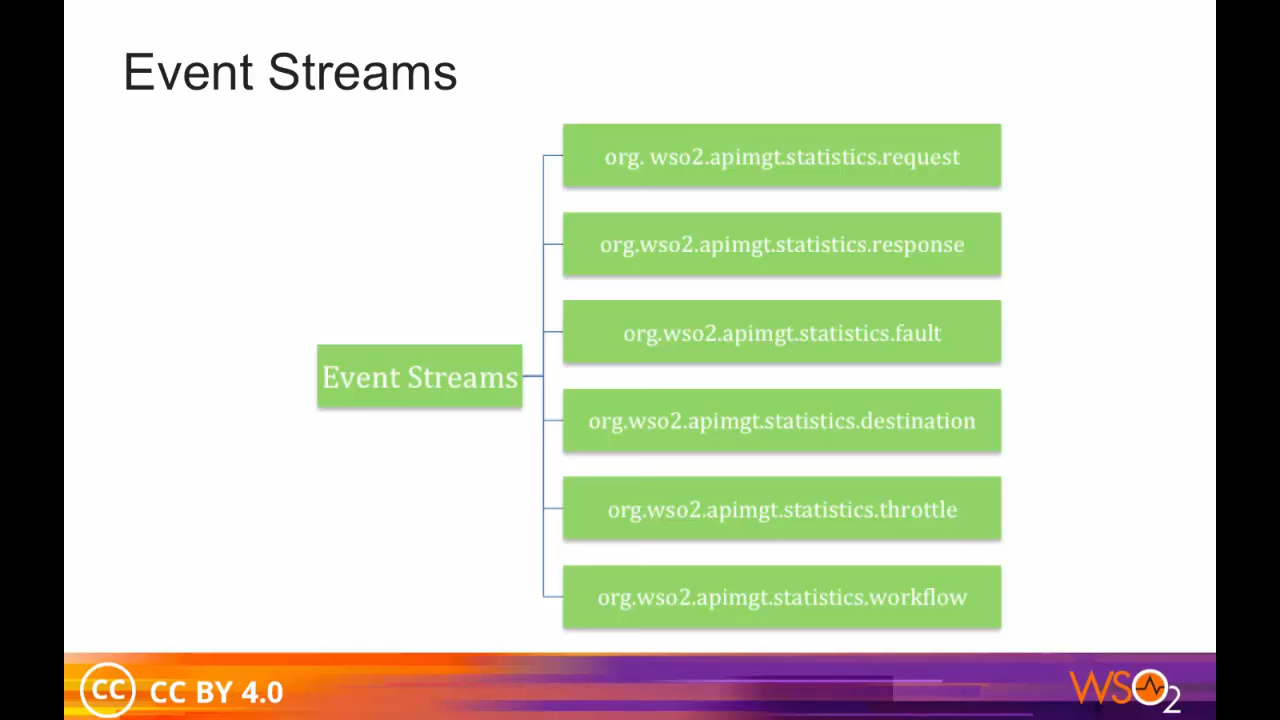 Event Streams
org. wso2.apimgt.statistics.request
org.wso2.apimgt.statistics.response
org.wso2.apimgt.statistics.fault
Event Streams
org.wso2.apimgt.statistics.destination
org.wso2.apimgt.statistics.throttle
org.wso2.apimgt.statistics.workflow
CC CC BY 4.0
WSO2